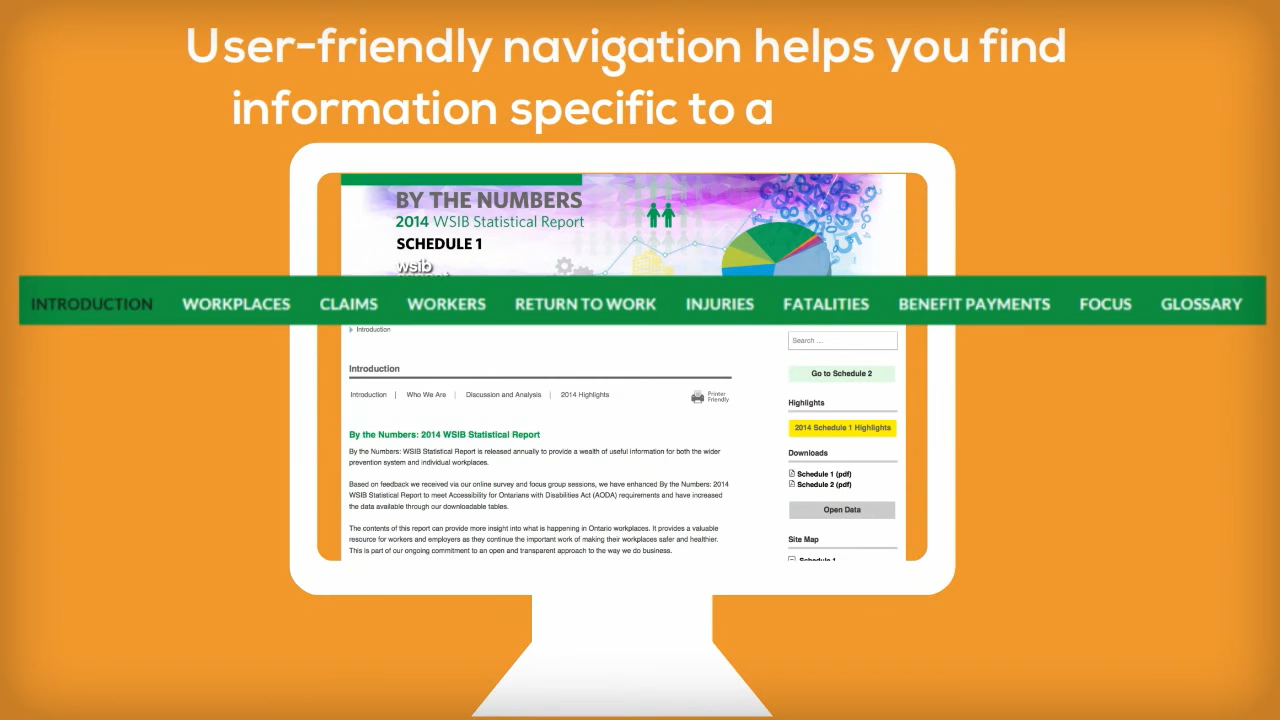 User-friendly navigation helps you find
information specific to a
BY THE NUMBERS
2014 WSIB Statistical Report
SCHEDULE 1
wsib
INTRODUCTION WORKPLACES CLAIMS WORKERS RETURN TO WORK INJURIES FATALITIES BENEFIT PAYMENTS FOCUS GLOSSARY
Introduction
Search ...
Introduction
Go to Schedule 2
Introduction | Who We Are | Discussion and Analysis | 2014 Highlights
Printer
Friendly
Highlights
2014 Schedule 1 Highlights
By the Numbers: 2014 WSIB Statistical Report
By the Numbers: WSIB Statistical Report is released annually to provide a wealth of useful information for both the wider
prevention system and individual workplaces.
Based on feedback we received via our online survey and focus group sessions, we have enhanced By the Numbers: 2014
WSIB Statistical Report to meet Accessibility for Ontarians with Disabilities Act (AODA) requirements and have increased
the data available through our downloadable tables.
The contents of this report can provide more insight into what is happening in Ontario workplaces. It provides a valuable
resource for workers and employers as they continue the important work of making their workplaces safer and healthier.
This is part of our ongoing commitment to an open and transparent approach to the way we do business.
Downloads
Schedule 1 (pdf)
Schedule 2 (pdf)
Open Data
Site Map
Schedule 1